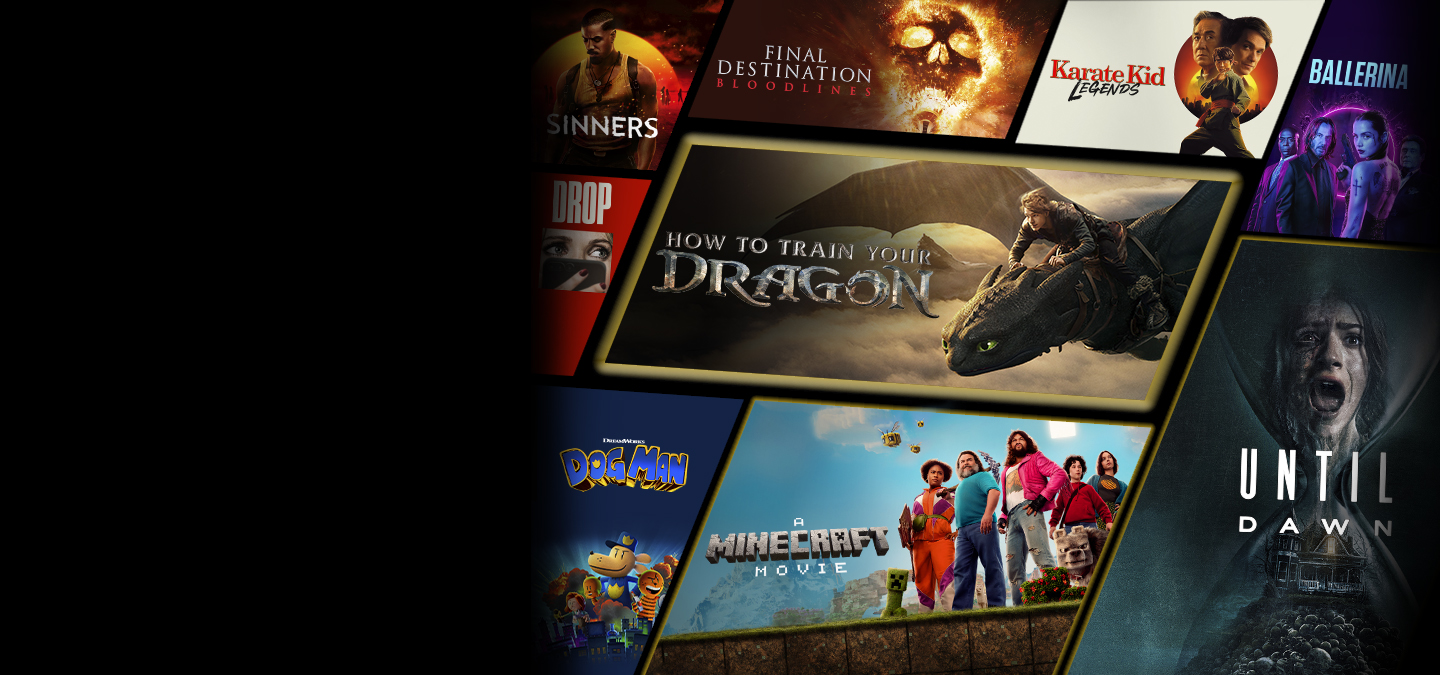 SINNERS
FINAL
DESTINATION
BLOODLINES
Karate Kid
LEGENDS
BALLERINA
DROP
HOW TO TRAIN YOUR
DRAGON
DREAMWORKS
DOG MAN
A
MINECRAFT
MOVIE
UNTIL
DAWN